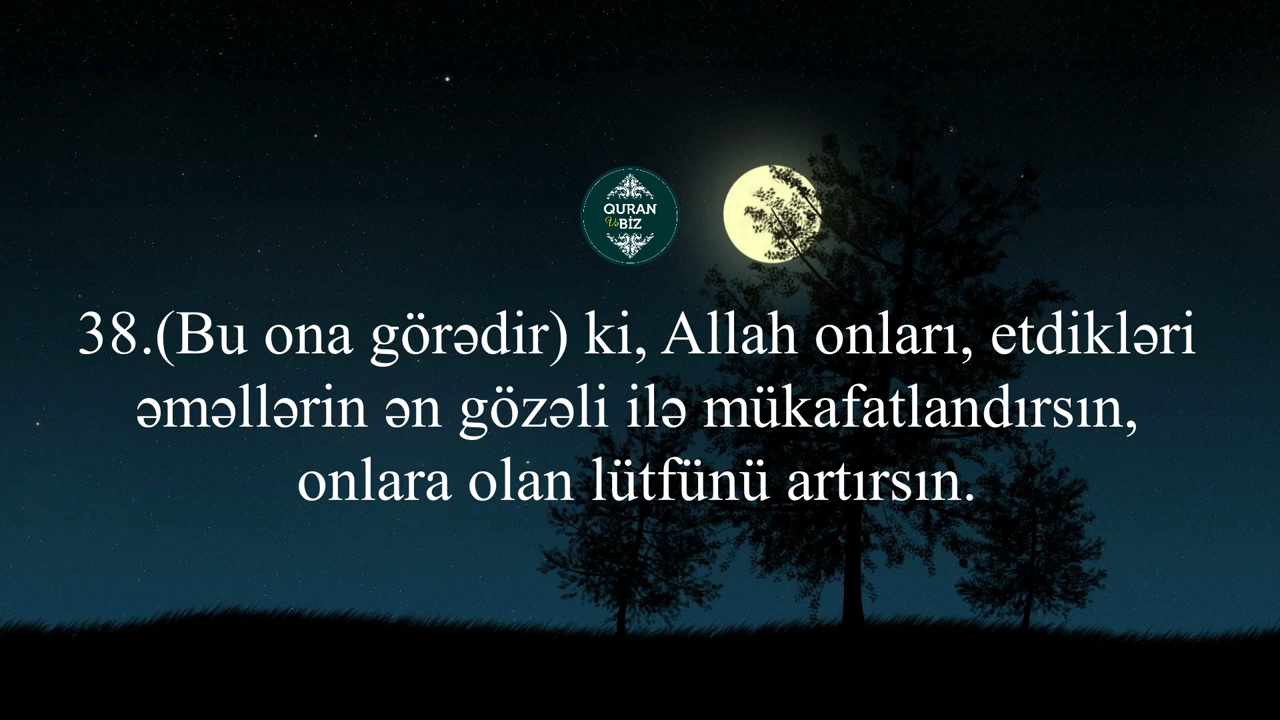 QURAN
Və BİZ
38.(Bu ona görədir) ki, Allah onları, etdikləri
əməllərin ən gözəli ilə mükafatlandırsın,
onlara olan lütfünü artırsın.